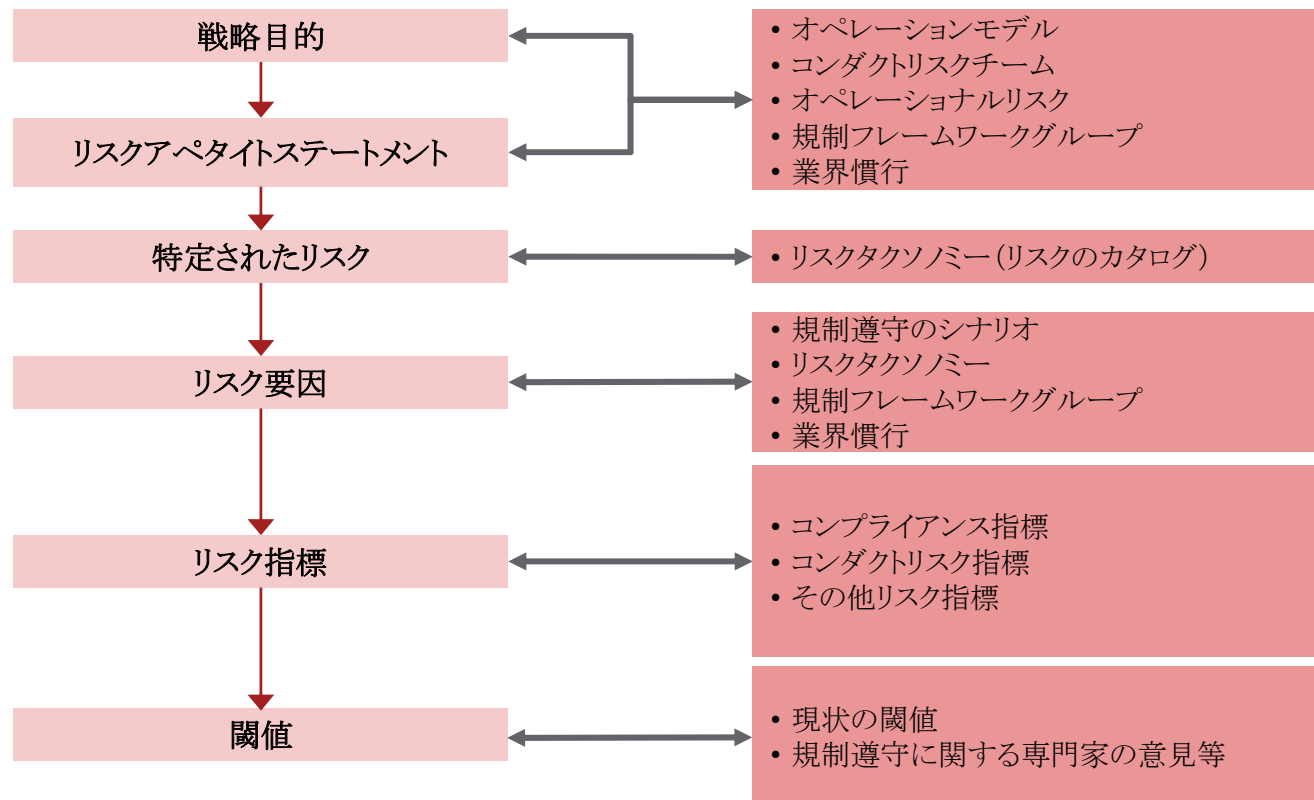 戦略目的
• オペレーションモデル
• コンダクトリスクチーム
• オペレーショナルリスク
• 規制フレームワークグループ
• 業界慣行
リスクアペタイトステートメント
特定されたリスク
• リスクタクソノミー(リスクのカタログ)
リスク要因
• 規制遵守のシナリオ
• リスクタクソノミー
• 規制フレームワークグループ
• 業界慣行
リスク指標
• コンプライアンス指標
• コンダクトリスク指標
• その他リスク指標
閾値
• 現状の閾値
• 規制遵守に関する専門家の意見等